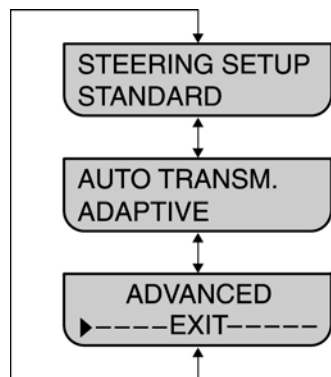 STEERING SETUP
STANDARD
AUTO TRANSM.
ADAPTIVE
ADVANCED
▶----EXIT-----